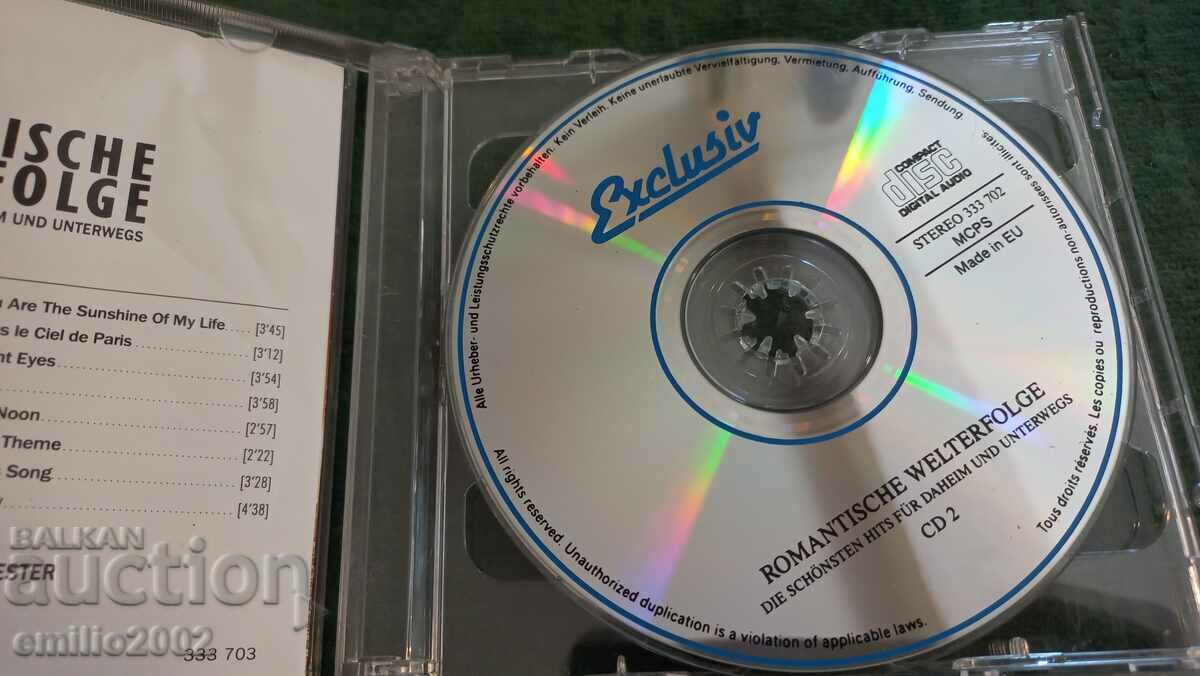 ISCHE
FOLGE
M UND UNTERWEGS
Are The Sunshine Of My Life..... [3'45]
s le Ciel de Paris [3'12]
nt Eyes [3'54]
[3'58]
Noon [2'57]
Theme [2'22]
Song [3'28]
[4'38]
ESTER
333 703
BALKAN
auction
emilio2002
Exclusiv
COMPACT
disc
DIGITAL AUDIO
STEREO 333 702
MCPS
Made in EU
ROMANTISCHE WELTERFOLGE
DIE SCHÖNSTEN HITS FÜR DAHEIM UND UNTERWEGS
CD 2
Alle Urheber- und Leistungsschutzrechte vorbehalten. Kein Verleih. Keine unerlaubte Vervielfältigung, Vermietung, Aufführung, Sendung.
All rights reserved. Unauthorized duplication is a violation of applicable laws.
Tous droits réservés. Les copies ou reproductions non-autorisées sont illicites.